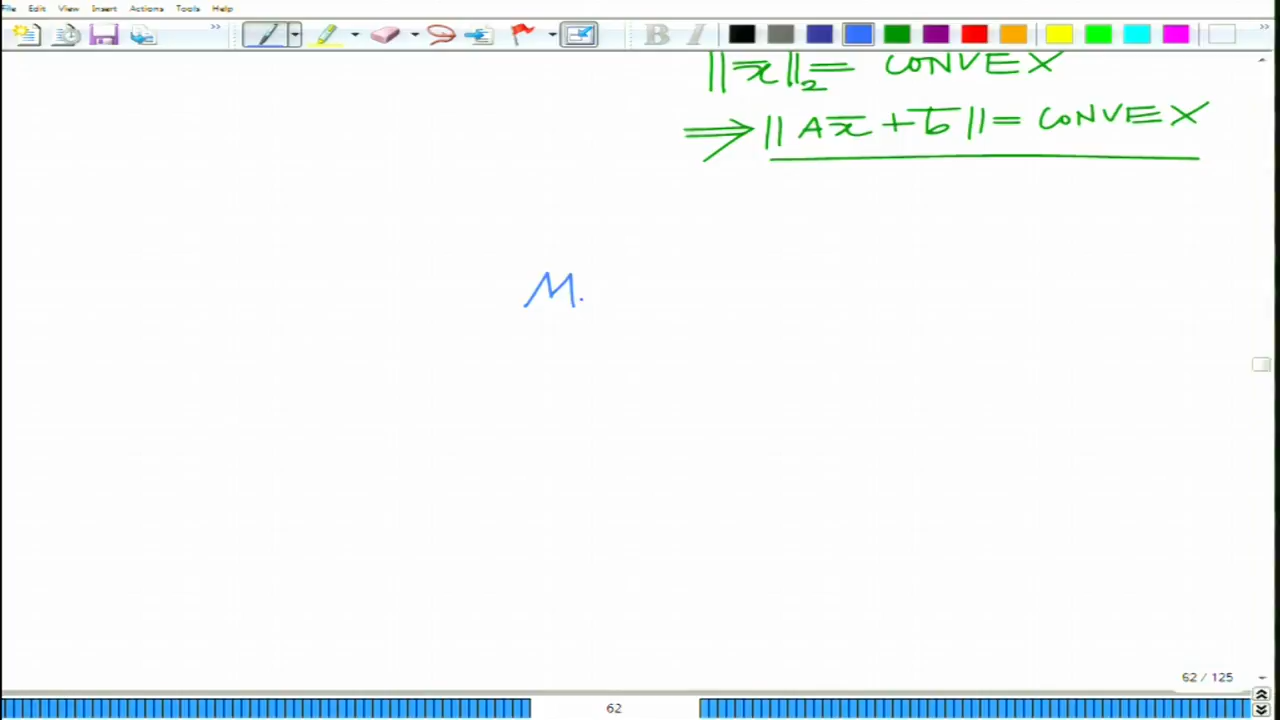 File Edit View Insert Actions Tools Help
B I
||x̄||₂ = CONVEX
⇒ ||Ax̄ + b̄|| = CONVEX
M.
62 / 125
62